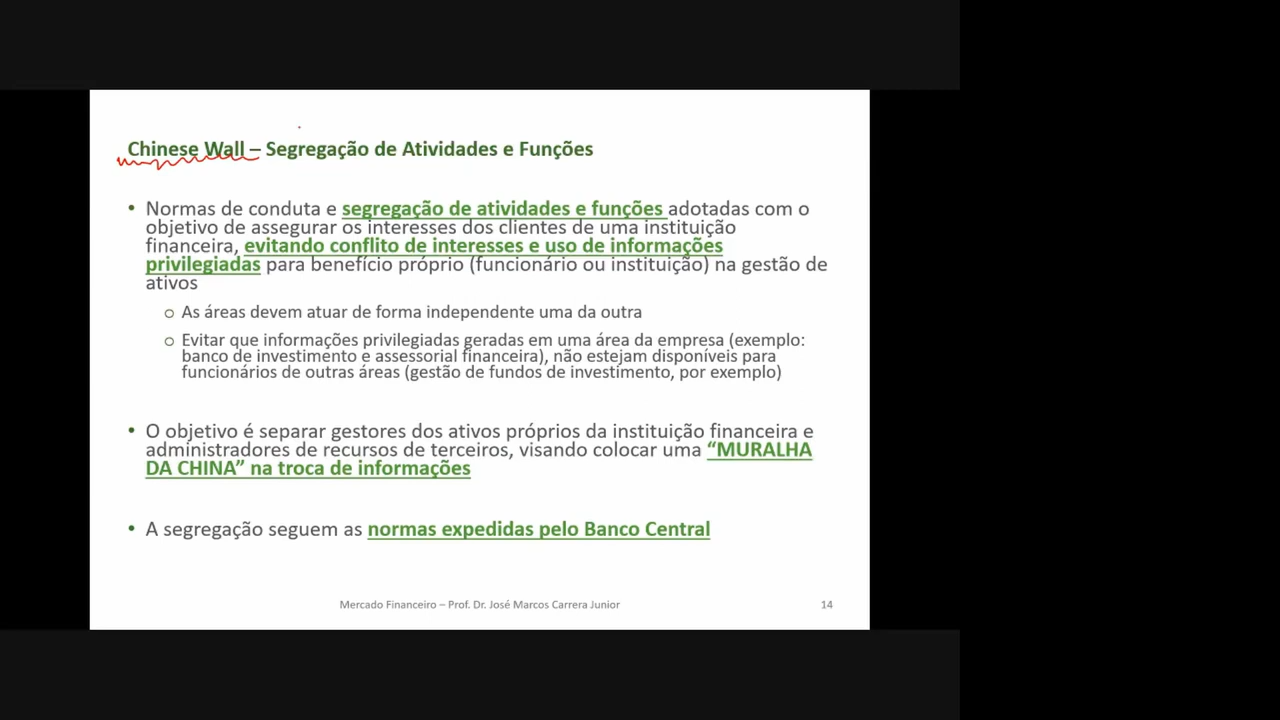 Chinese Wall – Segregação de Atividades e Funções
• Normas de conduta e segregação de atividades e funções adotadas com o
objetivo de assegurar os interesses dos clientes de uma instituição
financeira, evitando conflito de interesses e uso de informações
privilegiadas para benefício próprio (funcionário ou instituição) na gestão de
ativos
o As áreas devem atuar de forma independente uma da outra
o Evitar que informações privilegiadas geradas em uma área da empresa (exemplo:
banco de investimento e assessorial financeira), não estejam disponíveis para
funcionários de outras áreas (gestão de fundos de investimento, por exemplo)
• O objetivo é separar gestores dos ativos próprios da instituição financeira e
administradores de recursos de terceiros, visando colocar uma “MURALHA
DA CHINA” na troca de informações
• A segregação seguem as normas expedidas pelo Banco Central
Mercado Financeiro – Prof. Dr. José Marcos Carrera Junior
14